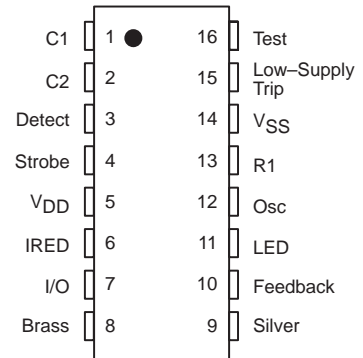 C1 1 16 Test
C2 2 15 Low–Supply Trip
Detect 3 14 VSS
Strobe 4 13 R1
VDD 5 12 Osc
IRED 6 11 LED
I/O 7 10 Feedback
Brass 8 9 Silver